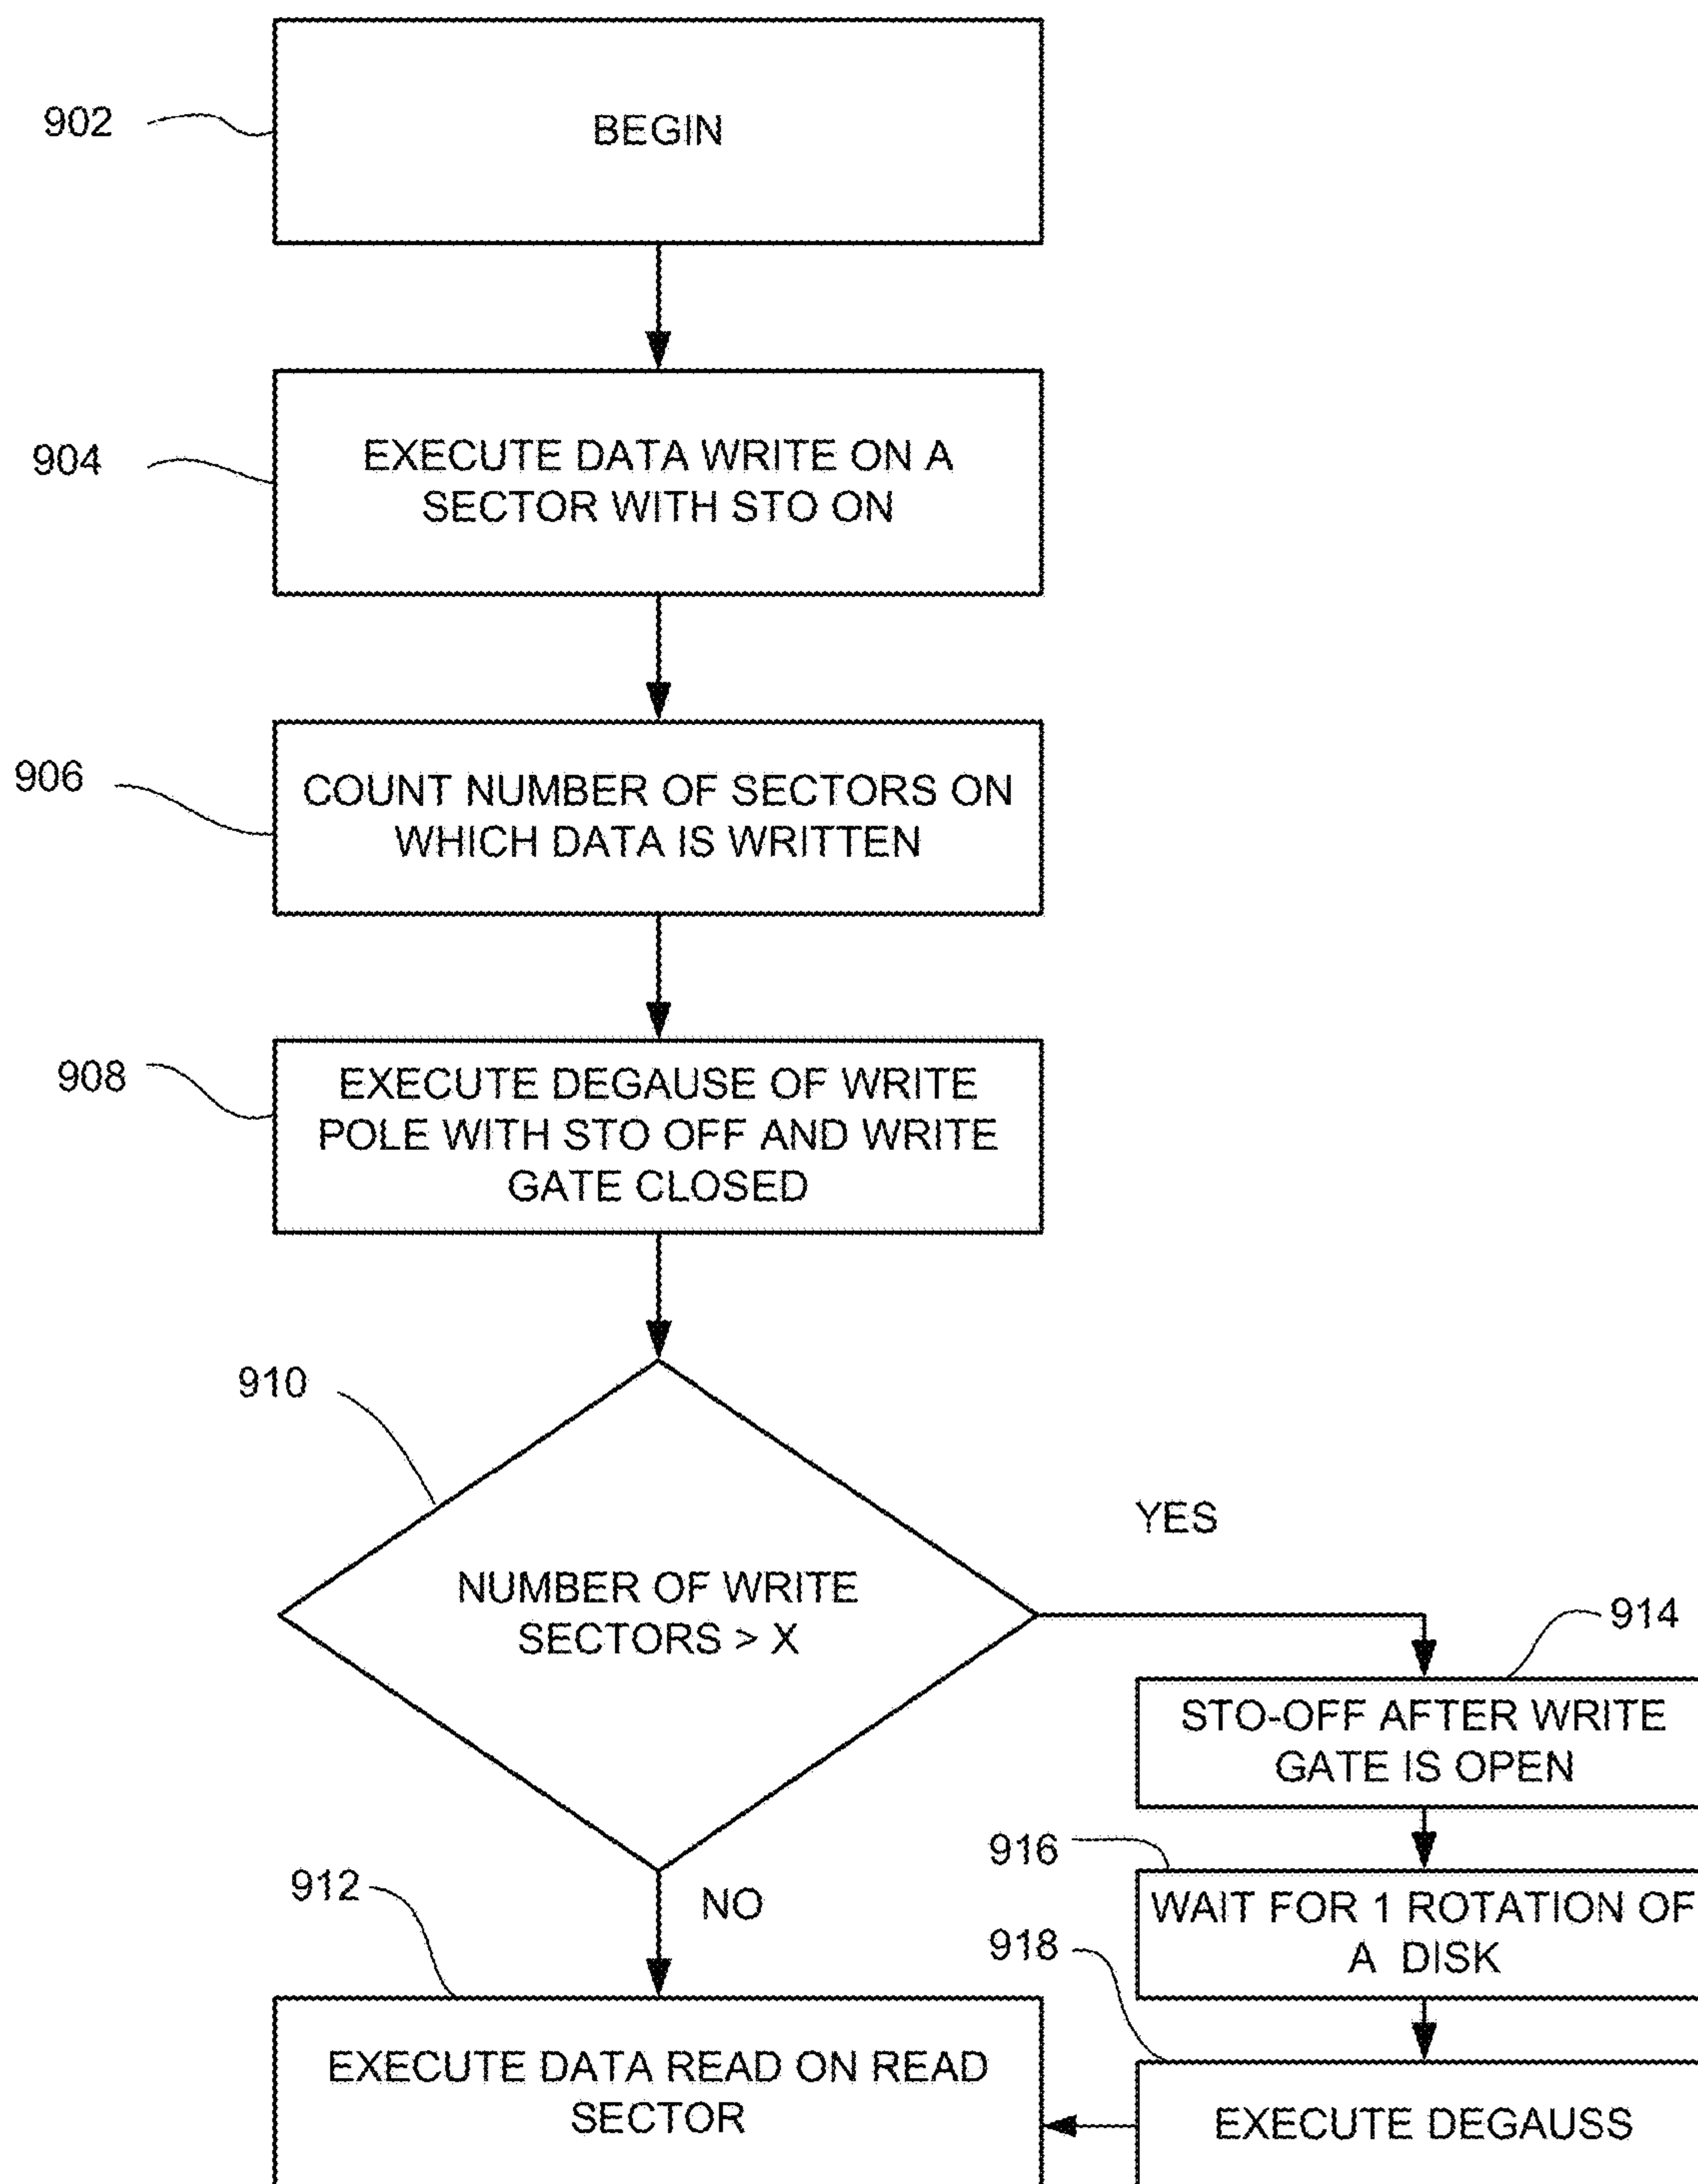 902
BEGIN
904
EXECUTE DATA WRITE ON A
SECTOR WITH STO ON
906
COUNT NUMBER OF SECTORS ON
WHICH DATA IS WRITTEN
908
EXECUTE DEGAUSE OF WRITE
POLE WITH STO OFF AND WRITE
GATE CLOSED
910
NUMBER OF WRITE
SECTORS > X
YES
914
STO-OFF AFTER WRITE
GATE IS OPEN
916
WAIT FOR 1 ROTATION OF
A DISK
918
EXECUTE DEGAUSS
NO
912
EXECUTE DATA READ ON READ
SECTOR